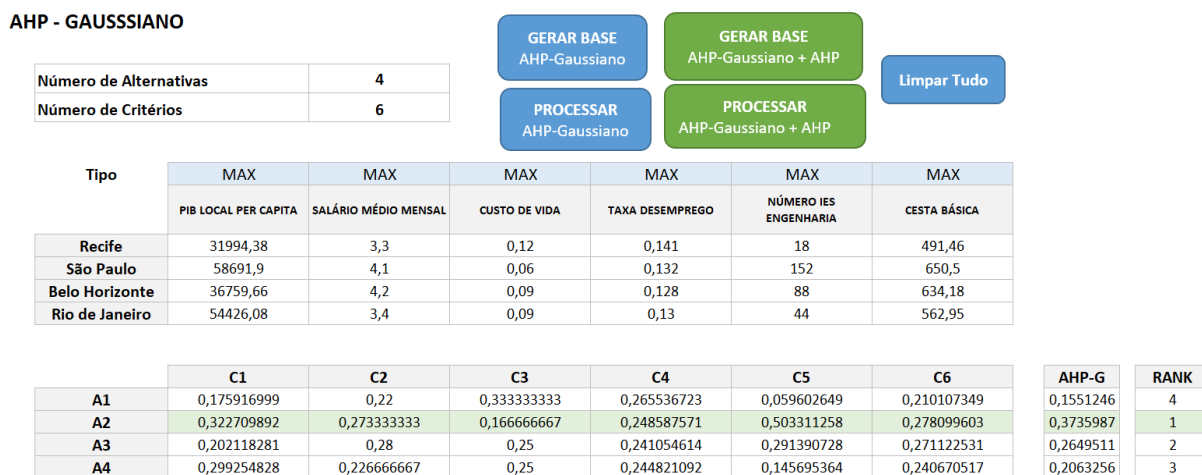 AHP - GAUSSSIANO
GERAR BASE
AHP-Gaussiano
GERAR BASE
AHP-Gaussiano + AHP
Limpar Tudo
Número de Alternativas 4
Número de Critérios 6
PROCESSAR
AHP-Gaussiano
PROCESSAR
AHP-Gaussiano + AHP
Tipo MAX MAX MAX MAX MAX MAX
PIB LOCAL PER CAPITA SALÁRIO MÉDIO MENSAL CUSTO DE VIDA TAXA DESEMPREGO NÚMERO IES ENGENHARIA CESTA BÁSICA
Recife 31994,38 3,3 0,12 0,141 18 491,46
São Paulo 58691,9 4,1 0,06 0,132 152 650,5
Belo Horizonte 36759,66 4,2 0,09 0,128 88 634,18
Rio de Janeiro 54426,08 3,4 0,09 0,13 44 562,95
C1 C2 C3 C4 C5 C6 AHP-G RANK
A1 0,175916999 0,22 0,333333333 0,265536723 0,059602649 0,210107349 0,1551246 4
A2 0,322709892 0,273333333 0,166666667 0,248587571 0,503311258 0,278099603 0,3735987 1
A3 0,202118281 0,28 0,25 0,241054614 0,291390728 0,271122531 0,2649511 2
A4 0,299254828 0,226666667 0,25 0,244821092 0,145695364 0,240670517 0,2063256 3